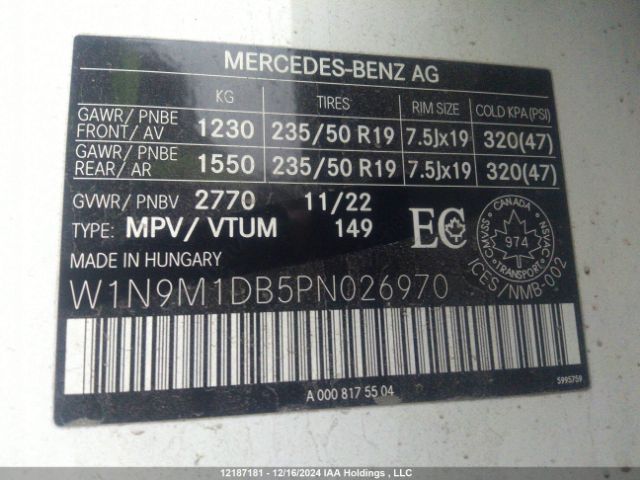 MERCEDES-BENZ AG
KG TIRES RIM SIZE COLD KPA(PSI)
GAWR/ PNBE
FRONT/ AV 1230 235/50 R19 7.5Jx19 320(47)
GAWR/ PNBE
REAR/ AR 1550 235/50 R19 7.5Jx19 320(47)
GVWR/ PNBV 2770 11/22
TYPE: MPV/ VTUM 149 EC
CANADA
CMVSS 974 NSVAC
TRANSPORT
ICES/NMB-002
MADE IN HUNGARY
W1N9M1DB5PN026970
A 000 817 55 04
5995759
12187181 - 12/16/2024 IAA Holdings , LLC